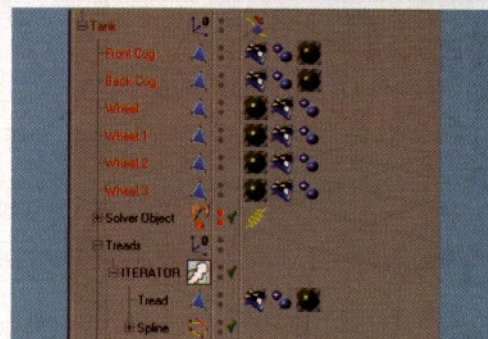 Tank
Front Cog
Back Cog
Wheel
Wheel 1
Wheel 2
Wheel 3
Solver Object
Treads
ITERATOR
Tread
Spline